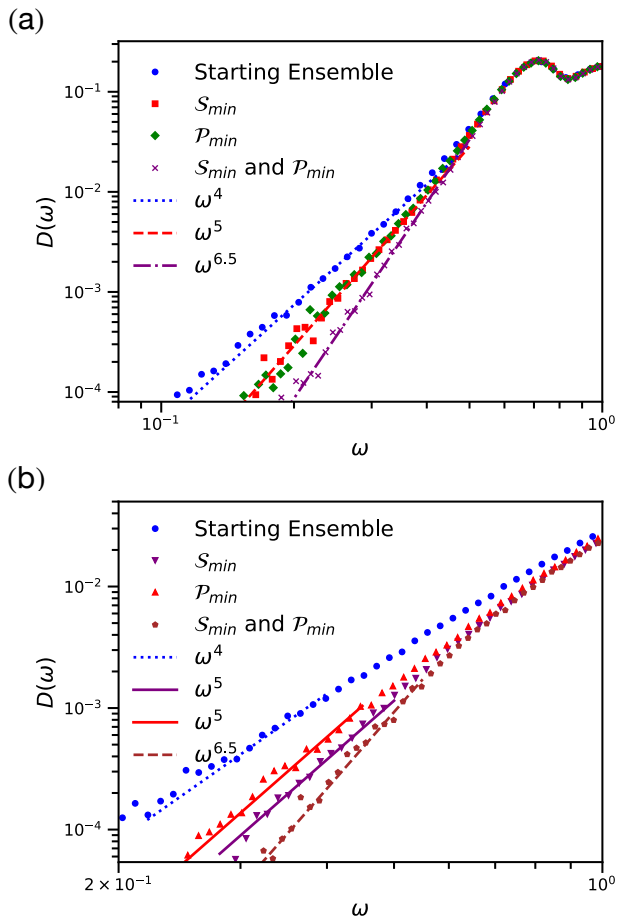 (a)
10⁻¹
10⁻²
10⁻³
10⁻⁴
D(ω)
Starting Ensemble
𝒮min
𝒫min
𝒮min and 𝒫min
ω⁴
ω⁵
ω⁶·⁵
10⁻¹ 10⁰
ω
(b)
10⁻²
10⁻³
10⁻⁴
D(ω)
Starting Ensemble
𝒮min
𝒫min
𝒮min and 𝒫min
ω⁴
ω⁵
ω⁵
ω⁶·⁵
2 × 10⁻¹ 10⁰
ω